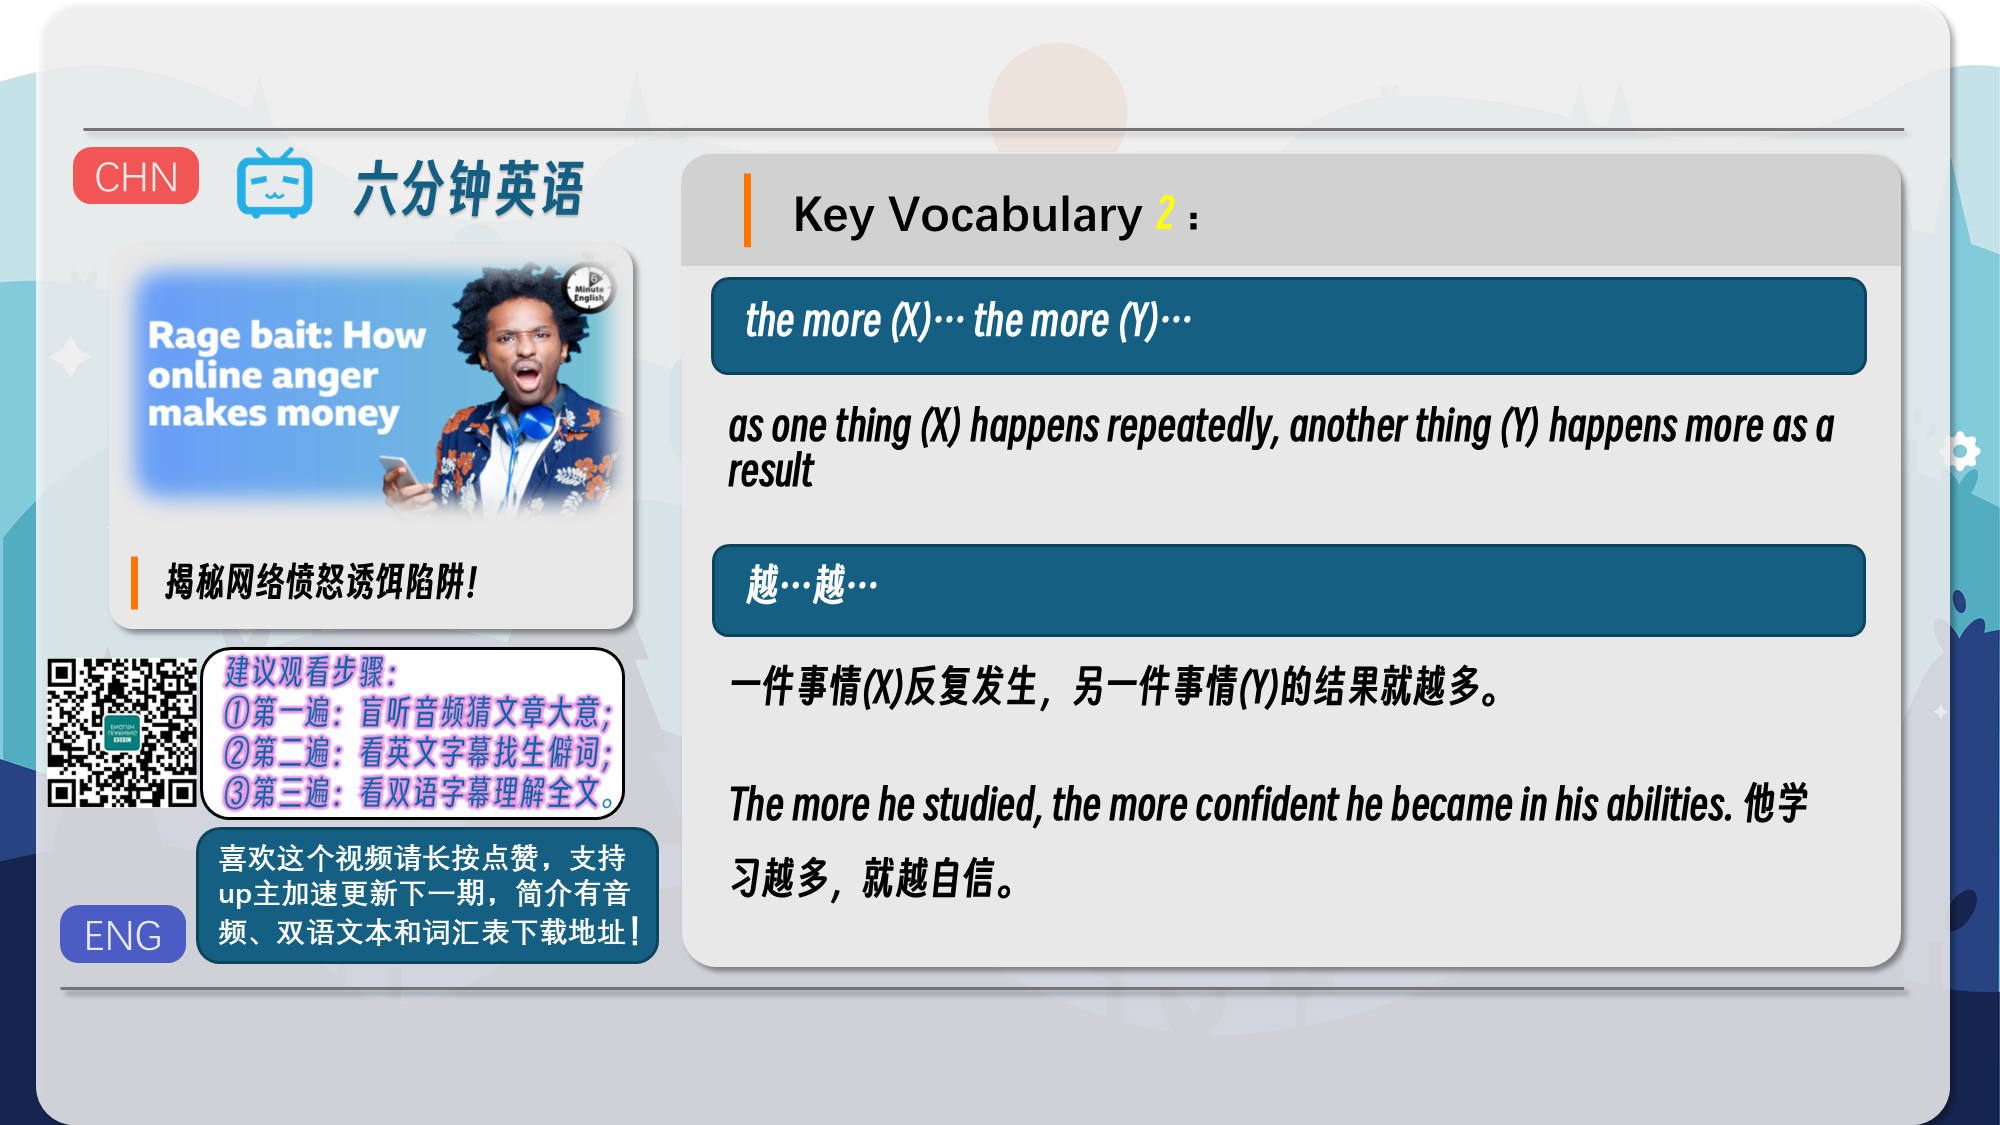 CHN
六分钟英语
Rage bait: How
online anger
makes money
6
Minute
English
揭秘网络愤怒诱饵陷阱!
建议观看步骤：
①第一遍：盲听音频猜文章大意；
②第二遍：看英文字幕找生僻词；
③第三遍：看双语字幕理解全文。
喜欢这个视频请长按点赞，支持
up主加速更新下一期，简介有音
频、双语文本和词汇表下载地址！
ENG
Key Vocabulary 2：
the more (X)… the more (Y)…
as one thing (X) happens repeatedly, another thing (Y) happens more as a
result
越…越…
一件事情(X)反复发生，另一件事情(Y)的结果就越多。
The more he studied, the more confident he became in his abilities. 他学
习越多，就越自信。